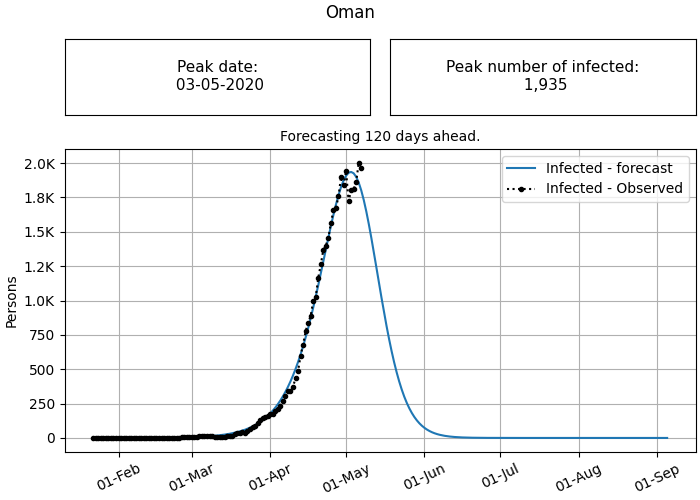 Oman
Peak date:
03-05-2020
Peak number of infected:
1,935
Forecasting 120 days ahead.
2.0K
1.8K
1.5K
1.2K
1.0K
750
500
250
0
Persons
Infected - forecast
Infected - Observed
01-Feb
01-Mar
01-Apr
01-May
01-Jun
01-Jul
01-Aug
01-Sep